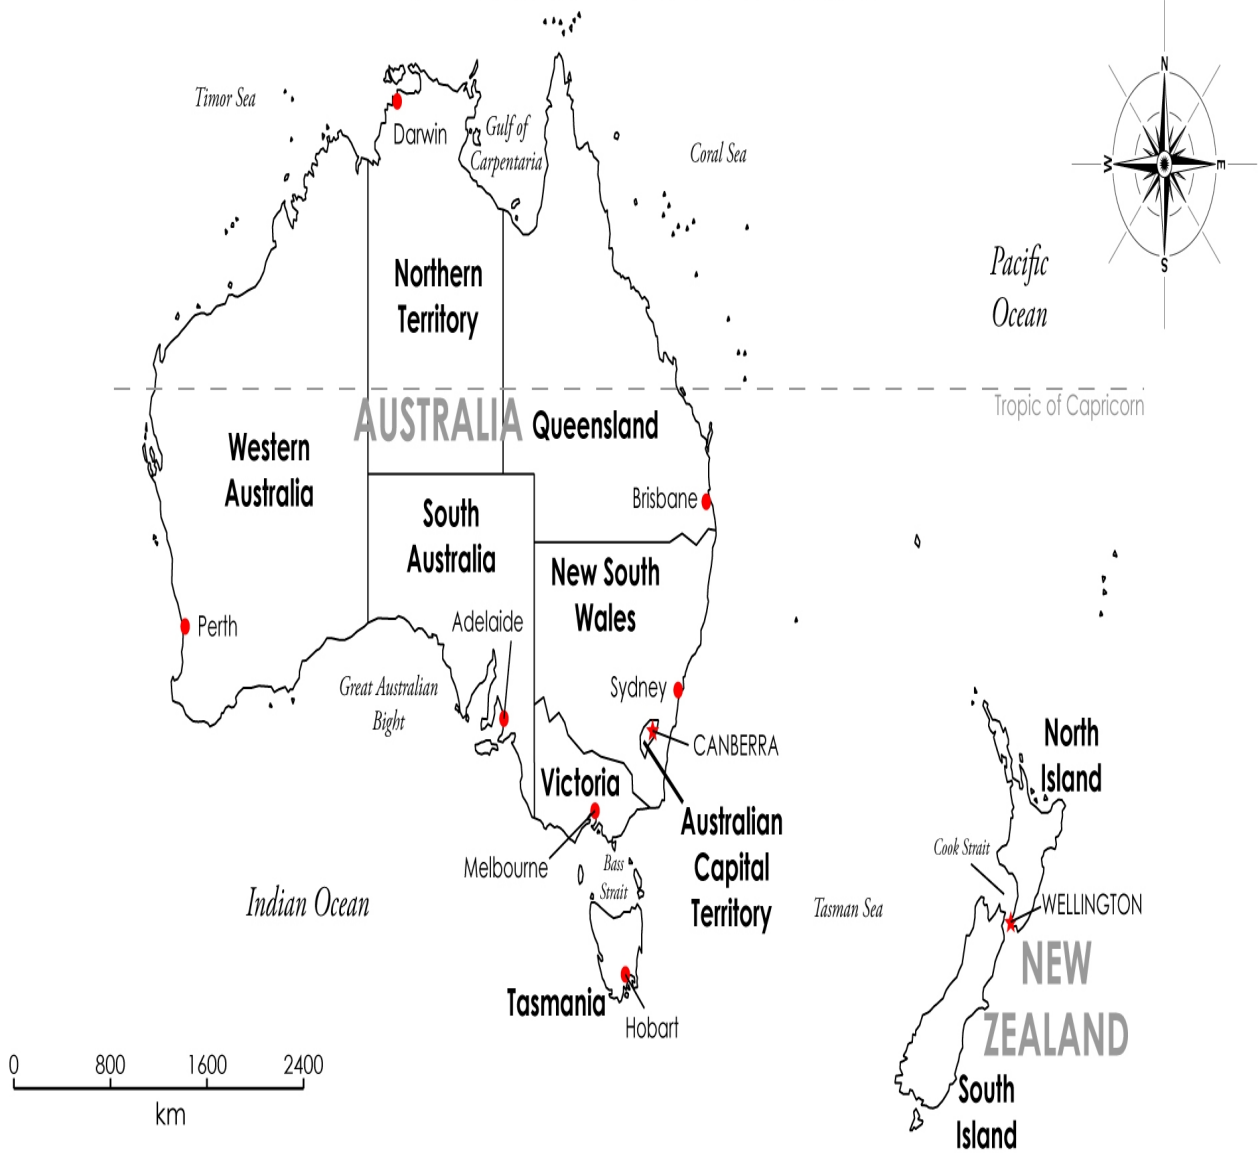 Timor Sea
Darwin
Gulf of
Carpentaria
Coral Sea
N
W
E
S
Pacific
Ocean
Northern
Territory
Tropic of Capricorn
AUSTRALIA
Queensland
Western
Australia
Brisbane
South
Australia
New South
Wales
Perth
Adelaide
Great Australian
Bight
Sydney
CANBERRA
North
Island
Victoria
Australian
Capital
Territory
Melbourne
Bass
Strait
Cook Strait
Indian Ocean
Tasman Sea
WELLINGTON
NEW
ZEALAND
Tasmania
Hobart
South
Island
0 800 1600 2400
km